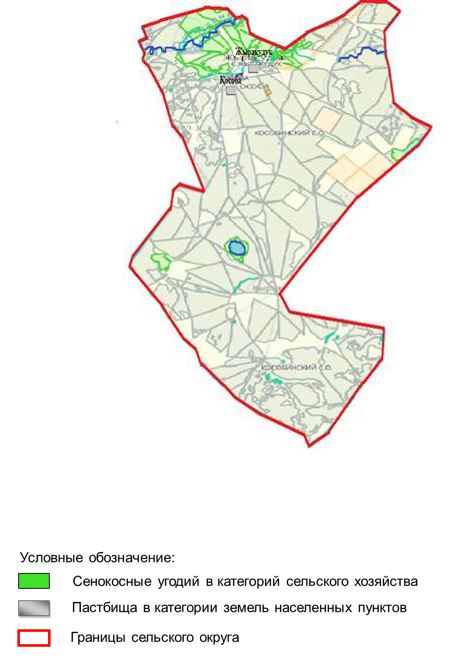 Жыракудук
Кособа
КОСОБИНСКИЙ С.О.
КОСОБИНСКИЙ С.О.
Условные обозначение:
Сенокосные угодий в категорий сельского хозяйства
Пастбища в категории земель населенных пунктов
Границы сельского округа